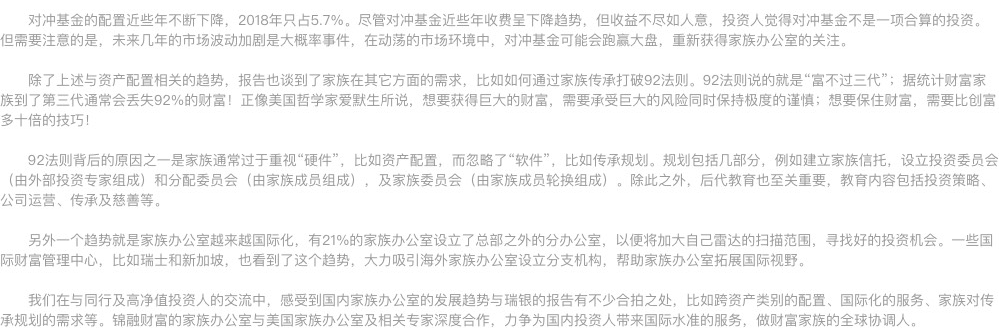 对冲基金的配置近些年不断下降，2018年只占5.7%。尽管对冲基金近些年收费呈下降趋势，但收益不尽如人意，投资人觉得对冲基金不是一项合算的投资。
但需要注意的是，未来几年的市场波动加剧是大概率事件，在动荡的市场环境中，对冲基金可能会跑赢大盘，重新获得家族办公室的关注。
除了上述与资产配置相关的趋势，报告也谈到了家族在其它方面的需求，比如如何通过家族传承打破92法则。92法则说的就是“富不过三代”；据统计财富家
族到了第三代通常会丢失92%的财富！正像美国哲学家爱默生所说，想要获得巨大的财富，需要承受巨大的风险同时保持极度的谨慎；想要保住财富，需要比创富
多十倍的技巧！
92法则背后的原因之一是家族通常过于重视“硬件”，比如资产配置，而忽略了“软件”，比如传承规划。规划包括几部分，例如建立家族信托，设立投资委员会
（由外部投资专家组成）和分配委员会（由家族成员组成），及家族委员会（由家族成员轮换组成）。除此之外，后代教育也至关重要，教育内容包括投资策略、
公司运营、传承及慈善等。
另外一个趋势就是家族办公室越来越国际化，有21%的家族办公室设立了总部之外的分办公室，以便将加大自己雷达的扫描范围，寻找好的投资机会。一些国
际财富管理中心，比如瑞士和新加坡，也看到了这个趋势，大力吸引海外家族办公室设立分支机构，帮助家族办公室拓展国际视野。
我们在与同行及高净值投资人的交流中，感受到国内家族办公室的发展趋势与瑞银的报告有不少合拍之处，比如跨资产类别的配置、国际化的服务、家族对传
承规划的需求等。锦融财富的家族办公室与美国家族办公室及相关专家深度合作，力争为国内投资人带来国际水准的服务，做财富家族的全球协调人。